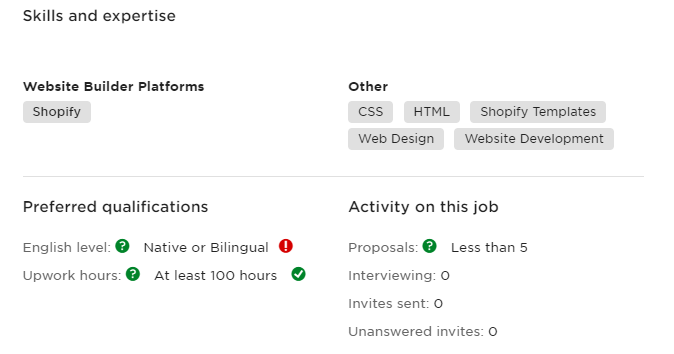 Skills and expertise
Website Builder Platforms
Shopify
Other
CSS HTML Shopify Templates
Web Design Website Development
Preferred qualifications
English level: ? Native or Bilingual !
Upwork hours: ? At least 100 hours
Activity on this job
Proposals: ? Less than 5
Interviewing: 0
Invites sent: 0
Unanswered invites: 0